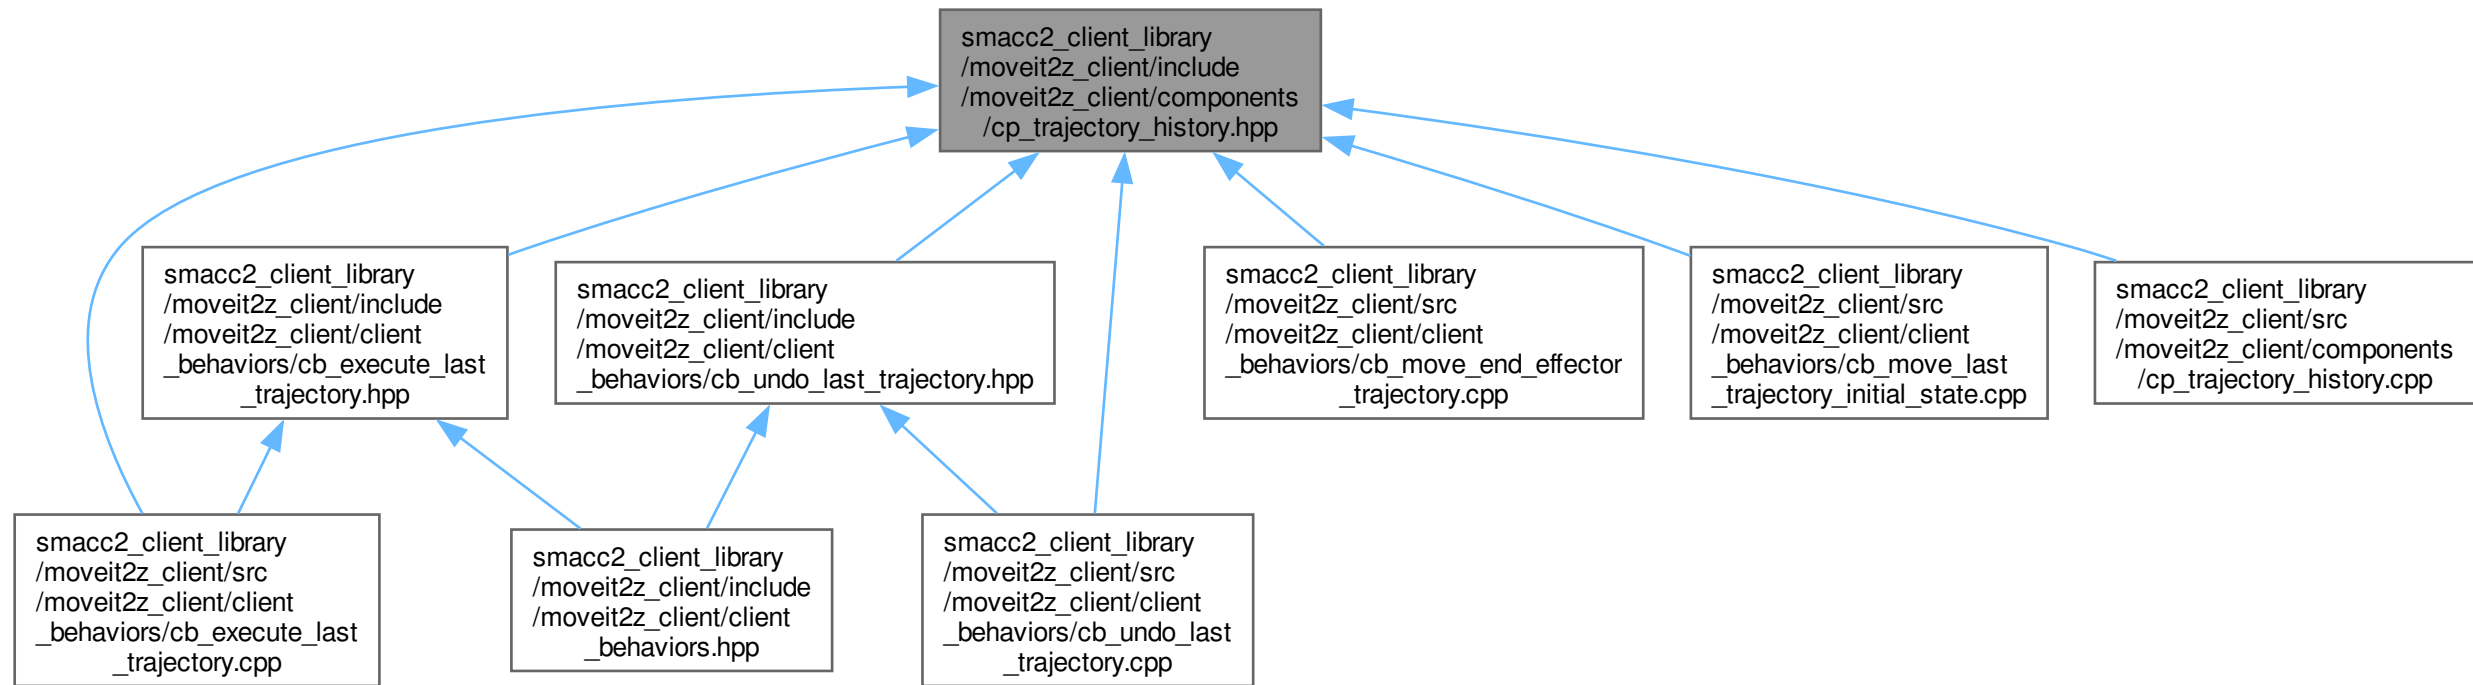 smacc2_client_library
/moveit2z_client/include
/moveit2z_client/components
/cp_trajectory_history.hpp
smacc2_client_library
/moveit2z_client/include
/moveit2z_client/client
_behaviors/cb_execute_last
_trajectory.hpp
smacc2_client_library
/moveit2z_client/include
/moveit2z_client/client
_behaviors/cb_undo_last_trajectory.hpp
smacc2_client_library
/moveit2z_client/src
/moveit2z_client/client
_behaviors/cb_move_end_effector
_trajectory.cpp
smacc2_client_library
/moveit2z_client/src
/moveit2z_client/client
_behaviors/cb_move_last
_trajectory_initial_state.cpp
smacc2_client_library
/moveit2z_client/src
/moveit2z_client/components
/cp_trajectory_history.cpp
smacc2_client_library
/moveit2z_client/src
/moveit2z_client/client
_behaviors/cb_execute_last
_trajectory.cpp
smacc2_client_library
/moveit2z_client/include
/moveit2z_client/client
_behaviors.hpp
smacc2_client_library
/moveit2z_client/src
/moveit2z_client/client
_behaviors/cb_undo_last
_trajectory.cpp